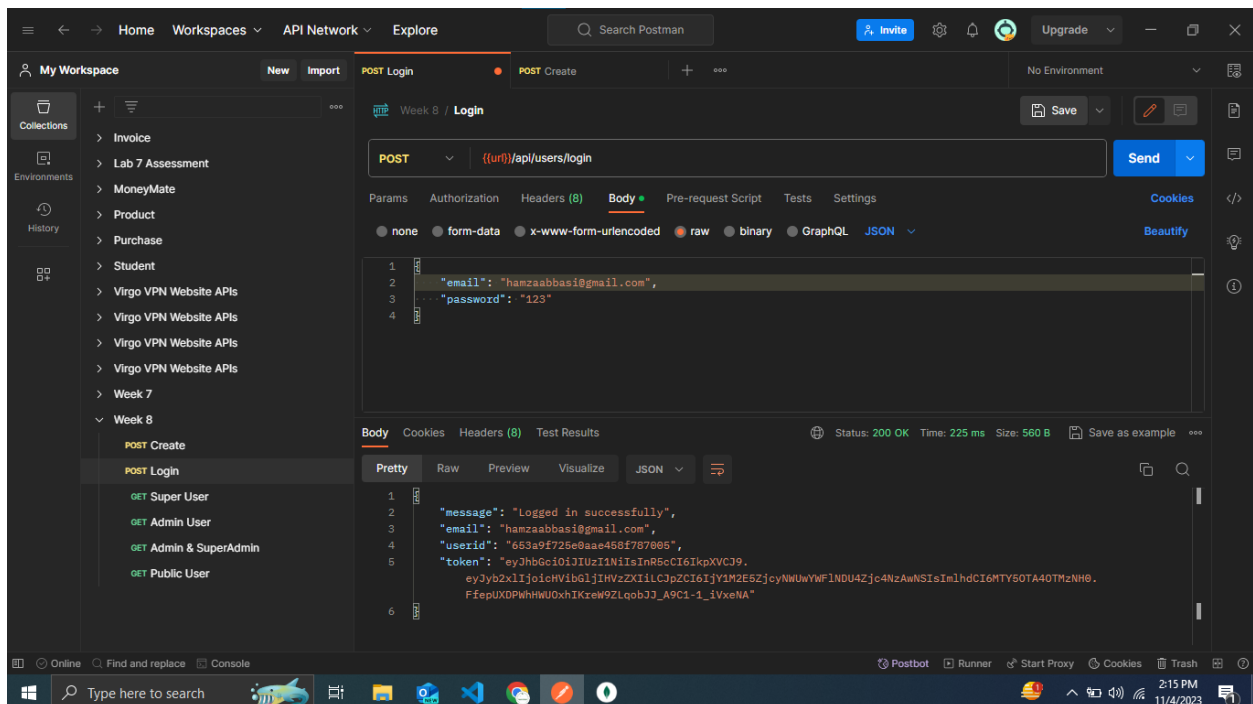 Home Workspaces API Network Explore Search Postman Invite Upgrade
My Workspace New Import POST Login POST Create No Environment
Collections
Environments
History
Invoice
Lab 7 Assessment
MoneyMate
Product
Purchase
Student
Virgo VPN Website APIs
Virgo VPN Website APIs
Virgo VPN Website APIs
Virgo VPN Website APIs
Week 7
Week 8
POST Create
POST Login
GET Super User
GET Admin User
GET Admin & SuperAdmin
GET Public User
HTTP Week 8 / Login Save
POST {{url}}/api/users/login Send
Params Authorization Headers (8) Body Pre-request Script Tests Settings Cookies
none form-data x-www-form-urlencoded raw binary GraphQL JSON Beautify
1 {
2 "email": "hamzaabbasi@gmail.com",
3 "password": "123"
4 }
Body Cookies Headers (8) Test Results Status: 200 OK Time: 225 ms Size: 560 B Save as example
Pretty Raw Preview Visualize JSON
1 {
2 "message": "Logged in successfully",
3 "email": "hamzaabbasi@gmail.com",
4 "userid": "653a9f725e0aae458f787005",
5 "token": "eyJhbGciOiJIUzI1NiIsInR5cCI6IkpXVCJ9.
eyJyb2xlIjoicHVibGljIHVzZXIiLCJpZCI6IjY1M2E5ZjcyNWUwYWFlNDU4Zjc4NzAwNSIsImlhdCI6MTY5OTA4OTMzNH0.
FfepUXDPWhHWUOxhIKreW9ZLqobJJ_A9C1-1_iVxeNA"
6 }
Online Find and replace Console Postbot Runner Start Proxy Cookies Trash
Type here to search NEW 2:15 PM
11/4/2023